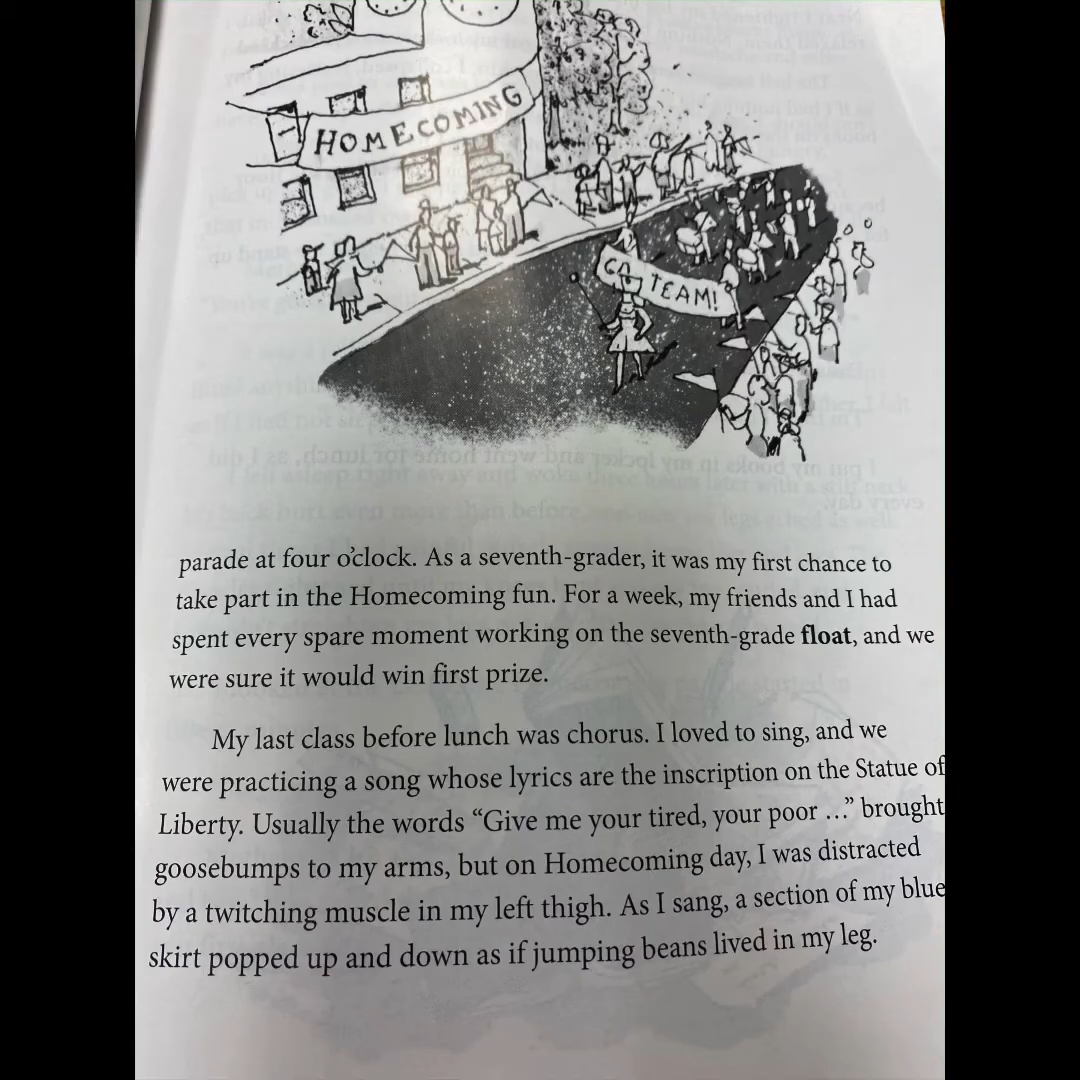 HOMECOMING
GO TEAM!
parade at four o'clock. As a seventh-grader, it was my first chance to
take part in the Homecoming fun. For a week, my friends and I had
spent every spare moment working on the seventh-grade float, and we
were sure it would win first prize.
My last class before lunch was chorus. I loved to sing, and we
were practicing a song whose lyrics are the inscription on the Statue of
Liberty. Usually the words “Give me your tired, your poor ...” brought
goosebumps to my arms, but on Homecoming day, I was distracted
by a twitching muscle in my left thigh. As I sang, a section of my blue
skirt popped up and down as if jumping beans lived in my leg.